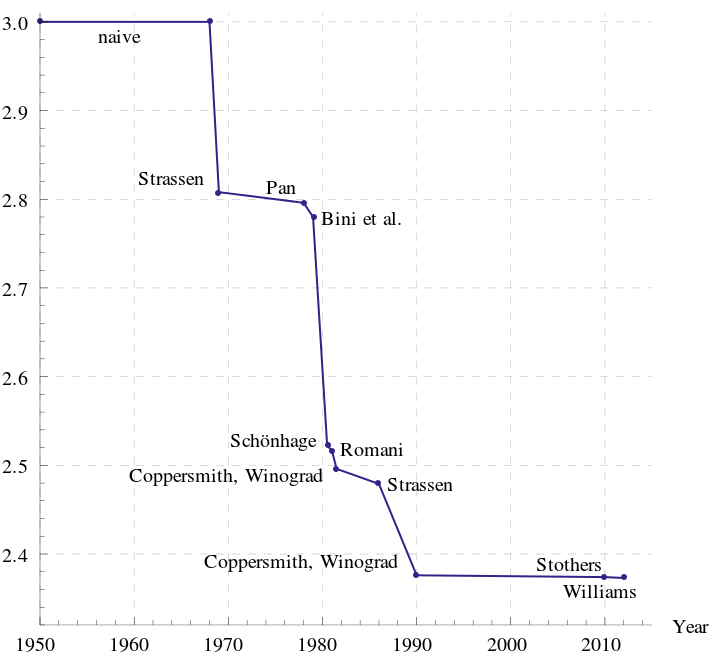 3.0
naive
2.9
Strassen
Pan
2.8
Bini et al.
2.7
2.6
Schönhage
Romani
2.5
Coppersmith, Winograd
Strassen
2.4
Coppersmith, Winograd
Stothers
Williams
Year
1950 1960 1970 1980 1990 2000 2010